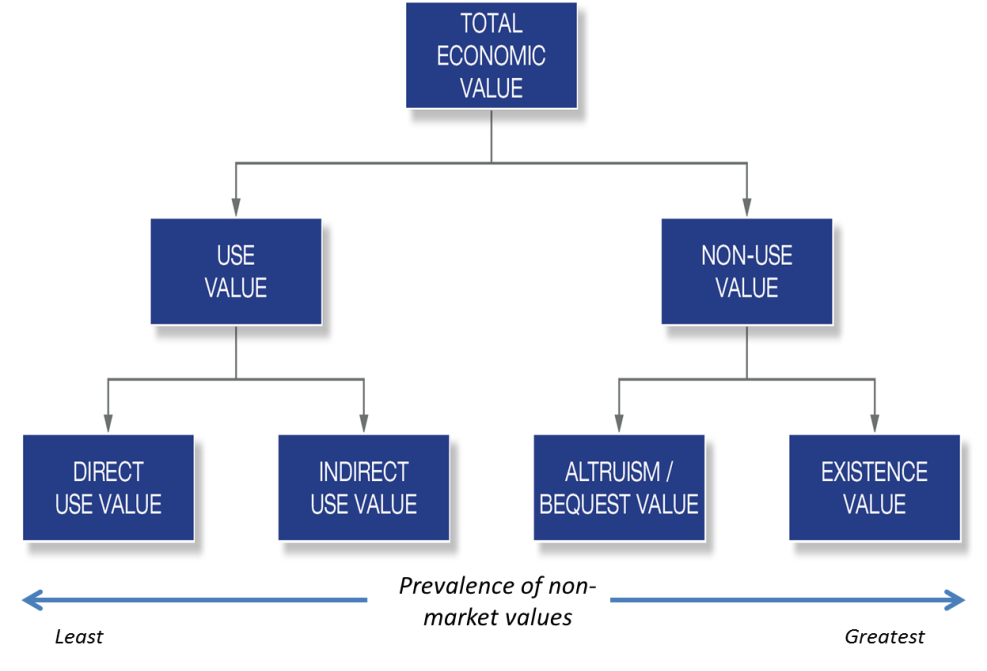 TOTAL
ECONOMIC
VALUE
USE
VALUE
NON-USE
VALUE
DIRECT
USE VALUE
INDIRECT
USE VALUE
ALTRUISM /
BEQUEST VALUE
EXISTENCE
VALUE
Prevalence of non-
market values
Least
Greatest